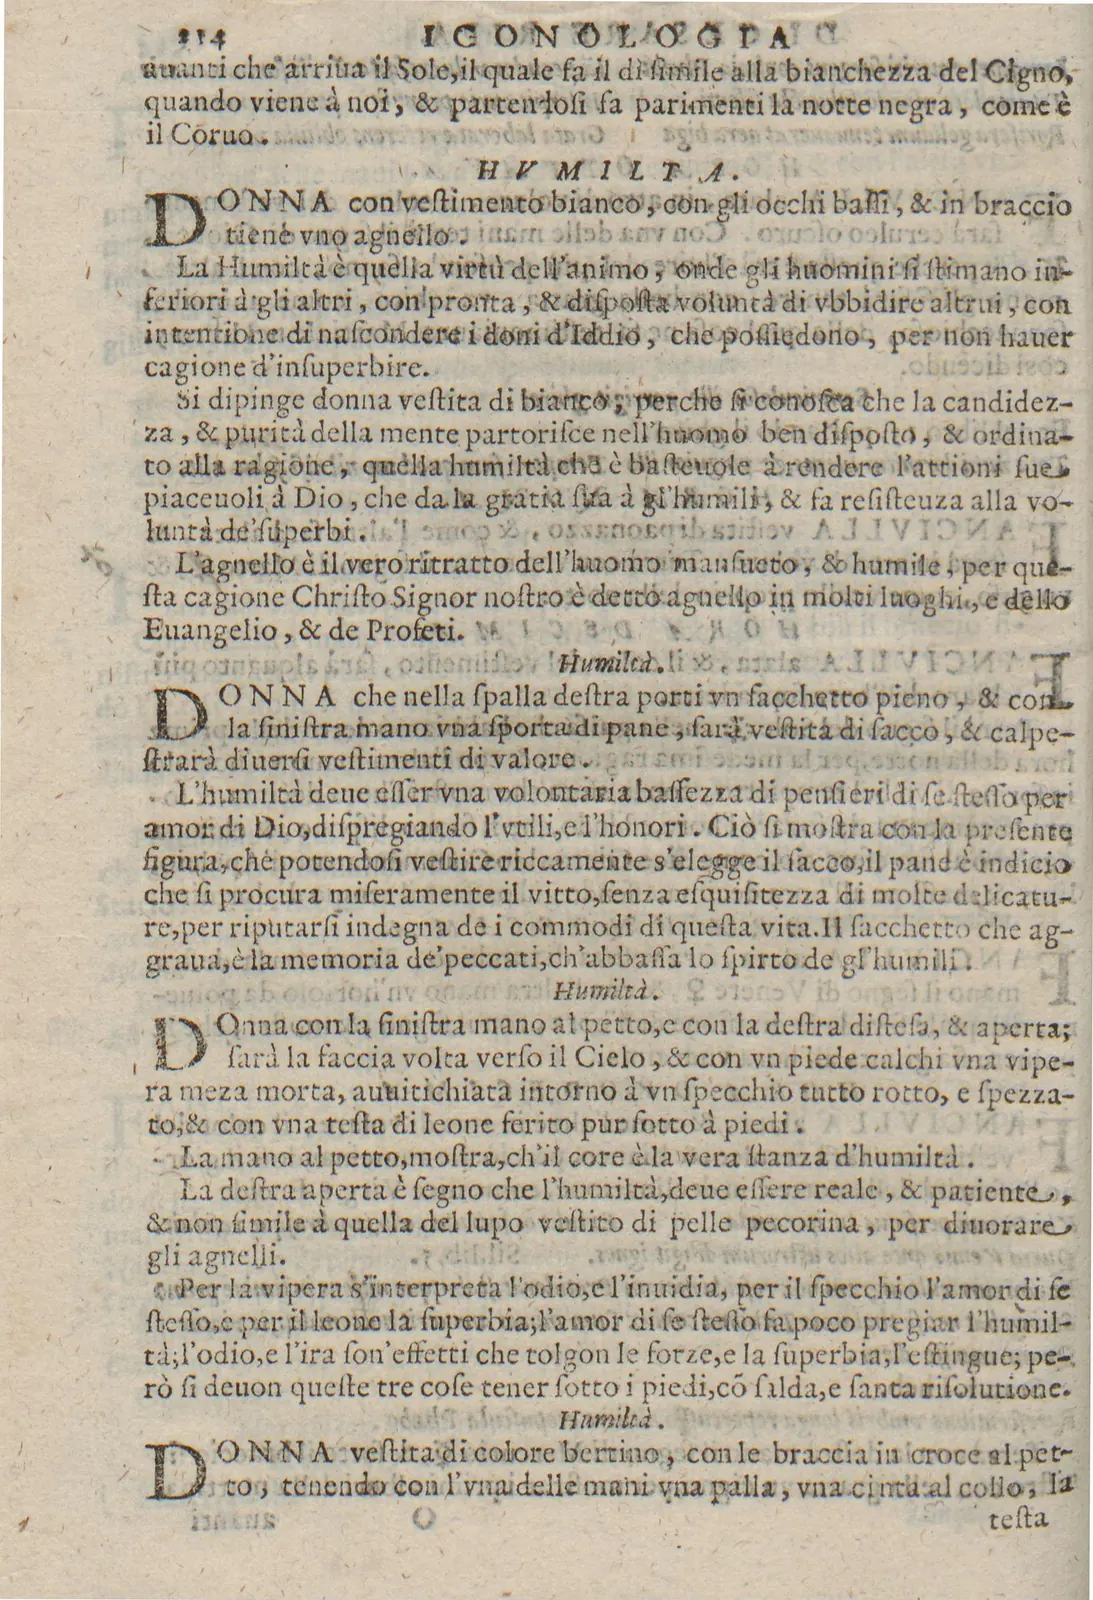 214 ICONOLOGIA
auanti che arriua il Sole,il quale fa il dì simile alla bianchezza del Cigno,
quando viene à noi, & partendosi fa parimenti la notte negra, come è
il Coruo.
HVMILTA.
DONNA con vestimento bianco, con gli occhi bassi, & in braccio
tiene vno agnello.
La Humiltà è quella virtù dell'animo, onde gli huomini si stimano in-
feriori à gli altri, con pronta, & disposta voluntà di vbbidire altrui, con
intentione di nascondere i doni d'Iddio, che possiedono, per non hauer
cagione d'insuperbire.
Si dipinge donna vestita di bianco; perche si conosca che la candidez-
za, & purità della mente partorisce nell'huomo ben disposto, & ordina-
to alla ragione, quella humiltà che è basteuole à rendere l'attioni sue
piaceuoli à Dio, che da la gratia sua à gl'humili, & fa resistenza alla vo-
luntà de'superbi.
L'agnello è il vero ritratto dell'huomo mansueto, & humile, per que-
sta cagione Christo Signor nostro è detto agnello in molti luoghi, e dello
Euangelio, & de Profeti.
Humiltà.
DONNA che nella spalla destra porti vn sacchetto pieno, & con
la sinistra mano vna sporta di pane, sarà vestita di sacco, & calpe-
strarà diuersi vestimenti di valore.
L'humiltà deue esser vna volontaria bassezza di pensieri di se stesso per
amor di Dio,dispregiando l'vtili,e l'honori. Ciò si mostra con la presente
figura,che potendosi vestire riccamente s'elegge il sacco,il pane è indicio
che si procura miseramente il vitto,senza esquisitezza di molte delicatu-
re,per riputarsi indegna de i commodi di questa vita.Il sacchetto che ag-
graua,è la memoria de'peccati,ch'abbassa lo spirto de gl'humili.
Humiltà.
DOnna con la sinistra mano al petto,e con la destra distesa, & aperta;
sarà la faccia volta verso il Cielo, & con vn piede calchi vna vipe-
ra meza morta, auuitichiata intorno à vn specchio tutto rotto, e spezza-
to,& con vna testa di leone ferito pur sotto à piedi.
La mano al petto,mostra,ch'il core è la vera stanza d'humiltà.
La destra aperta è segno che l'humiltà,deue essere reale, & patiente,
& non simile à quella del lupo vestito di pelle pecorina, per diuorare
gli agnelli.
Per la vipera s'interpreta l'odio,e l'inuidia, per il specchio l'amor di se
stesso,e per il leone la superbia;l'amor di se stesso fa poco pregiar l'humil-
tà;l'odio,e l'ira son'effetti che tolgon le forze,e la superbia,l'estingue; pe-
rò si deuon queste tre cose tener sotto i piedi,cõ salda,e santa risolutione.
Humiltà.
DONNA vestita di colore bertino, con le braccia in croce al pet-
to, tenendo con l'vna delle mani vna palla, vna cinta al collo, la
testa